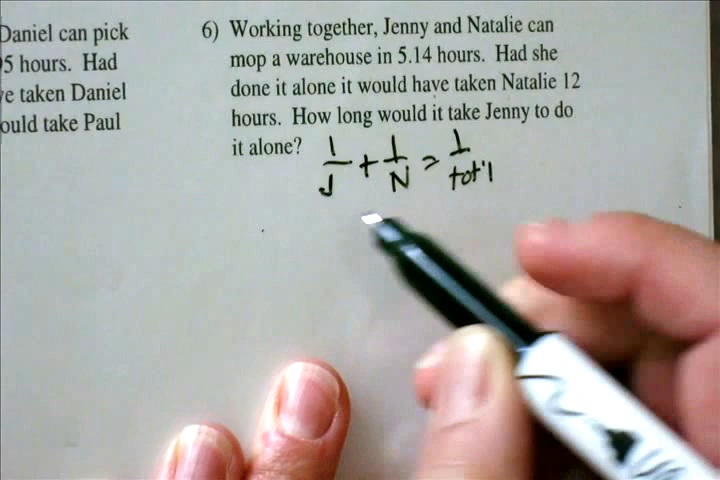 Daniel can pick
95 hours. Had
ve taken Daniel
ould take Paul
6) Working together, Jenny and Natalie can
mop a warehouse in 5.14 hours. Had she
done it alone it would have taken Natalie 12
hours. How long would it take Jenny to do
it alone?
1/J + 1/N = 1/tot'l